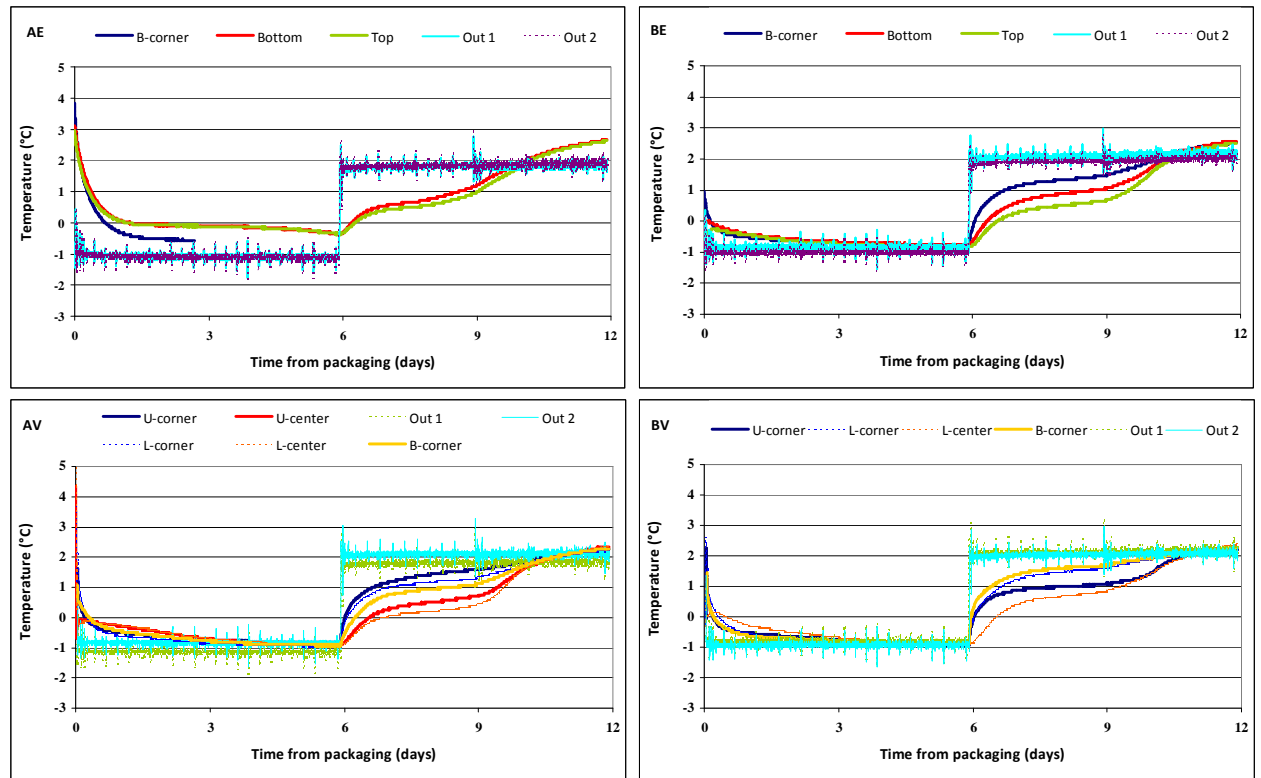 AE
B-corner Bottom Top Out 1 Out 2
Temperature (°C)
5
4
3
2
1
0
-1
-2
-3
0 3 6 9 12
Time from packaging (days)
BE
B-corner Bottom Top Out 1 Out 2
Temperature (°C)
5
4
3
2
1
0
-1
-2
-3
0 3 6 9 12
Time from packaging (days)
AV
U-corner U-center Out 1 Out 2
L-corner L-center B-corner
Temperature (°C)
5
4
3
2
1
0
-1
-2
-3
0 3 6 9 12
Time from packaging (days)
BV
U-corner L-corner L-center B-corner Out 1 Out 2
Temperature (°C)
5
4
3
2
1
0
-1
-2
-3
0 3 6 9 12
Time from packaging (days)